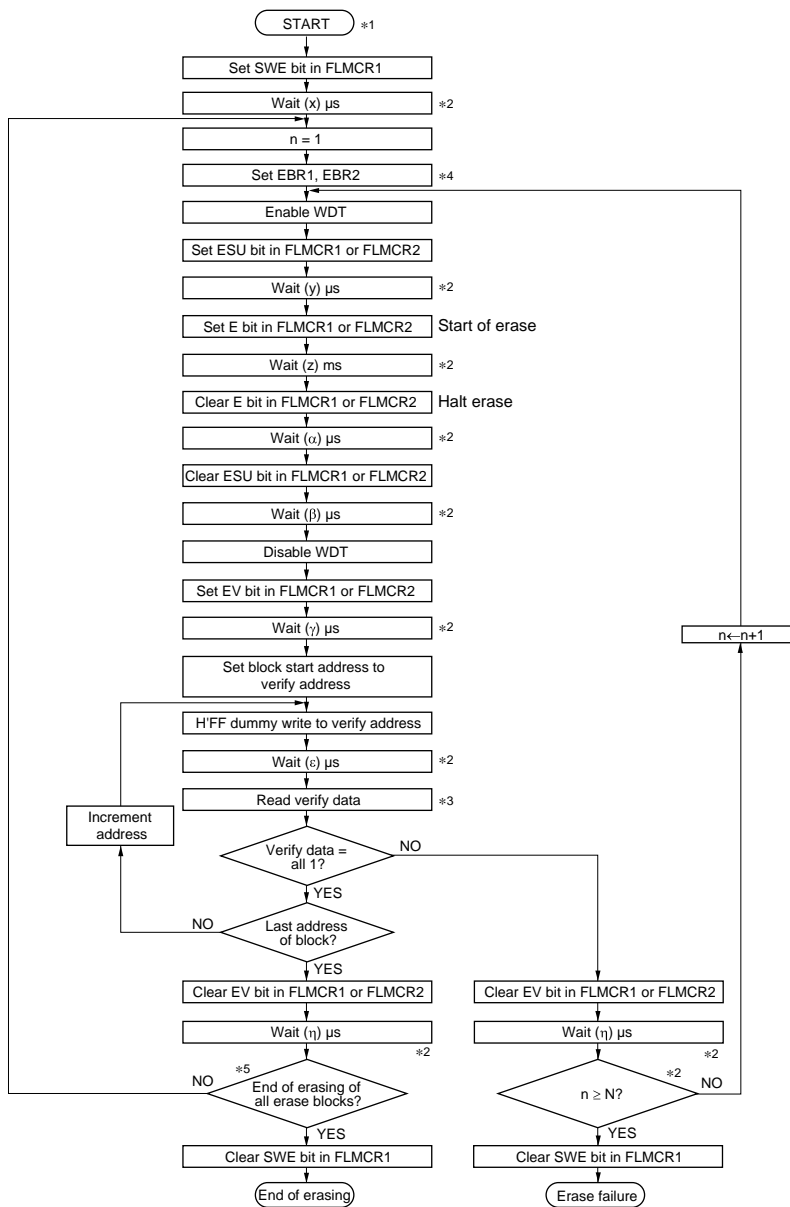 START *1
Set SWE bit in FLMCR1
Wait (x) µs *2
n = 1
Set EBR1, EBR2 *4
Enable WDT
Set ESU bit in FLMCR1 or FLMCR2
Wait (y) µs *2
Set E bit in FLMCR1 or FLMCR2 Start of erase
Wait (z) ms *2
Clear E bit in FLMCR1 or FLMCR2 Halt erase
Wait (α) µs *2
Clear ESU bit in FLMCR1 or FLMCR2
Wait (β) µs *2
Disable WDT
Set EV bit in FLMCR1 or FLMCR2
Wait (γ) µs *2
n←n+1
Set block start address to
verify address
H'FF dummy write to verify address
Wait (ε) µs *2
Read verify data *3
Increment
address
Verify data =
all 1?
NO
YES
NO
Last address
of block?
YES
Clear EV bit in FLMCR1 or FLMCR2
Wait (η) µs
*2
NO
*5
End of erasing of
all erase blocks?
YES
Clear SWE bit in FLMCR1
End of erasing
Clear EV bit in FLMCR1 or FLMCR2
Wait (η) µs
*2
*2
n ≥ N?
NO
YES
Clear SWE bit in FLMCR1
Erase failure